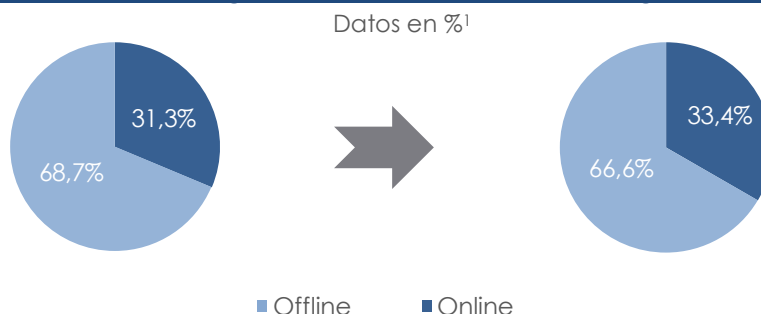 Datos en %¹
31,3%
68,7%
33,4%
66,6%
Offline
Online